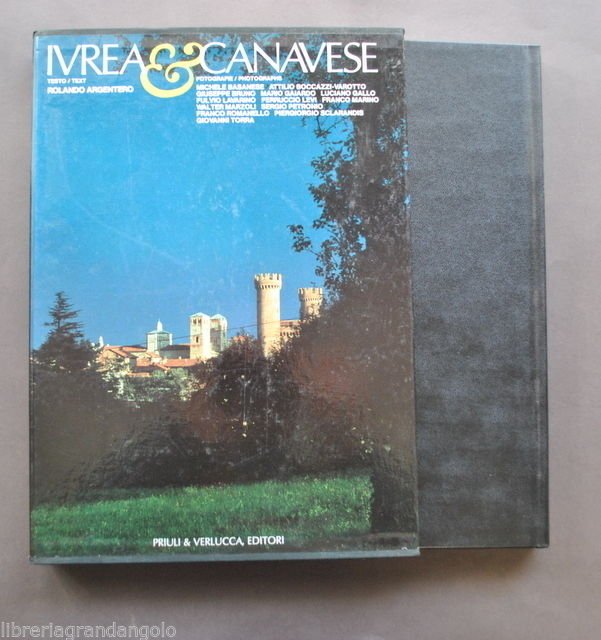 IVREA&CANAVESE
TESTO / TEXT
ROLANDO ARGENTERO
FOTOGRAFIE / PHOTOGRAPHS
MICHELE BASANESE ATTILIO BOCCAZZI-VAROTTO
GIUSEPPE BRUNO MARIO GAIARDO LUCIANO GALLO
FULVIO LAVARINO FERRUCCIO LEVI FRANCO MARINO
WALTER MARZOLI SERGIO PETRONIO
FRANCO ROMANELLO PIERGIORGIO SCLARANDIS
GIOVANNI TORRA
PRIULI & VERLUCCA, EDITORI
libreriagrandangolo